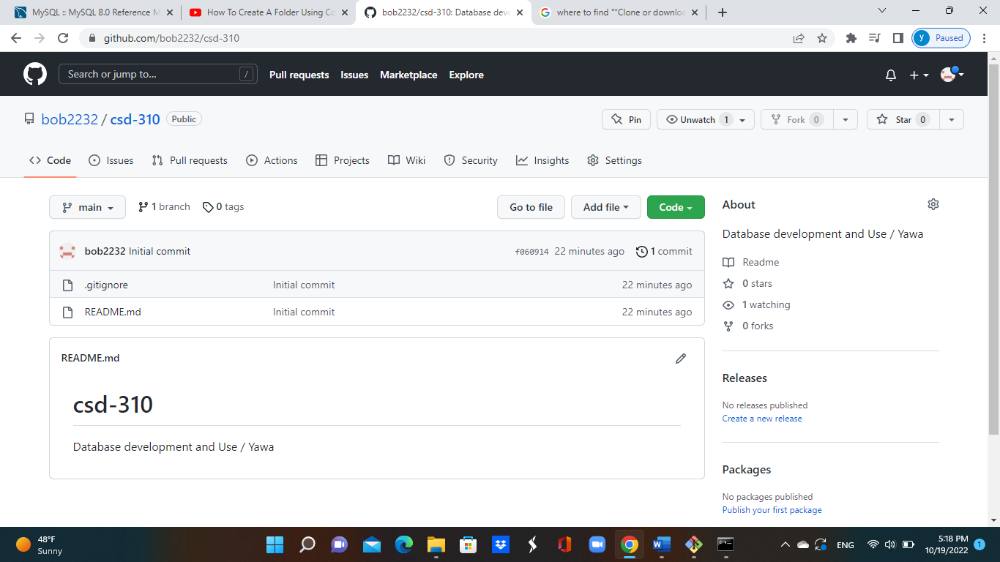 MySQL :: MySQL 8.0 Reference M
How To Create A Folder Using Co
bob2232/csd-310: Database deve
where to find ""Clone or downloa
github.com/bob2232/csd-310
y Paused
Search or jump to... /
Pull requests Issues Marketplace Explore
bob2232 / csd-310 Public
Pin Unwatch 1 Fork 0 Star 0
Code Issues Pull requests Actions Projects Wiki Security Insights Settings
main 1 branch 0 tags Go to file Add file Code
bob2232 Initial commit f060914 22 minutes ago 1 commit
.gitignore Initial commit 22 minutes ago
README.md Initial commit 22 minutes ago
README.md
csd-310
Database development and Use / Yawa
About
Database development and Use / Yawa
Readme
0 stars
1 watching
0 forks
Releases
No releases published
Create a new release
Packages
No packages published
Publish your first package
48°F
Sunny
ENG
5:18 PM
10/19/2022
1